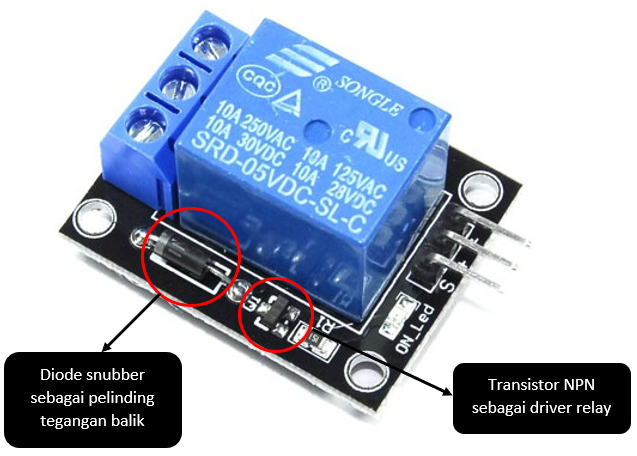 SONGLE
®
CQC
C US
10A 250VAC 10A 125VAC
10A 30VDC 10A 28VDC
SRD-05VDC-SL-C
S
R1
ON_Led
Diode snubber
sebagai pelinding
tegangan balik
Transistor NPN
sebagai driver relay